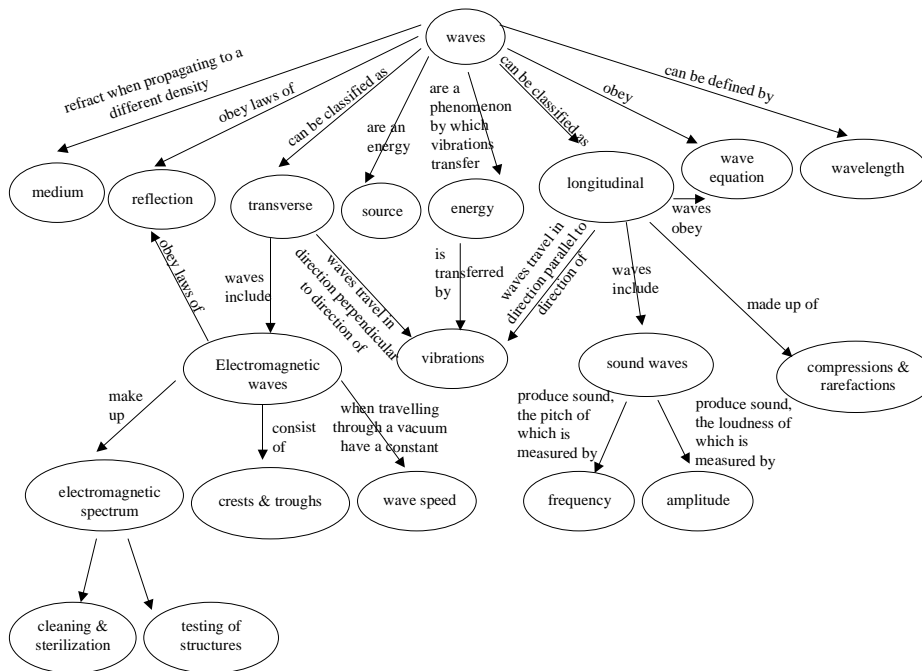 waves
refract when propagating to a
different density
obey laws of
can be classified as
are an
energy
are a
phenomenon
by which
vibrations
transfer
can be classified as
obey
can be defined by
medium
reflection
transverse
source
energy
longitudinal
wave
equation
wavelength
waves
obey
obey laws of
waves
include
waves travel in
direction perpendicular
to direction of
is
transferred
by
waves travel in
direction parallel to
direction of
waves
include
made up of
Electromagnetic
waves
vibrations
sound waves
compressions &
rarefactions
make
up
consist
of
when travelling
through a vacuum
have a constant
produce sound,
the pitch of
which is
measured by
produce sound,
the loudness of
which is
measured by
electromagnetic
spectrum
crests & troughs
wave speed
frequency
amplitude
cleaning &
sterilization
testing of
structures